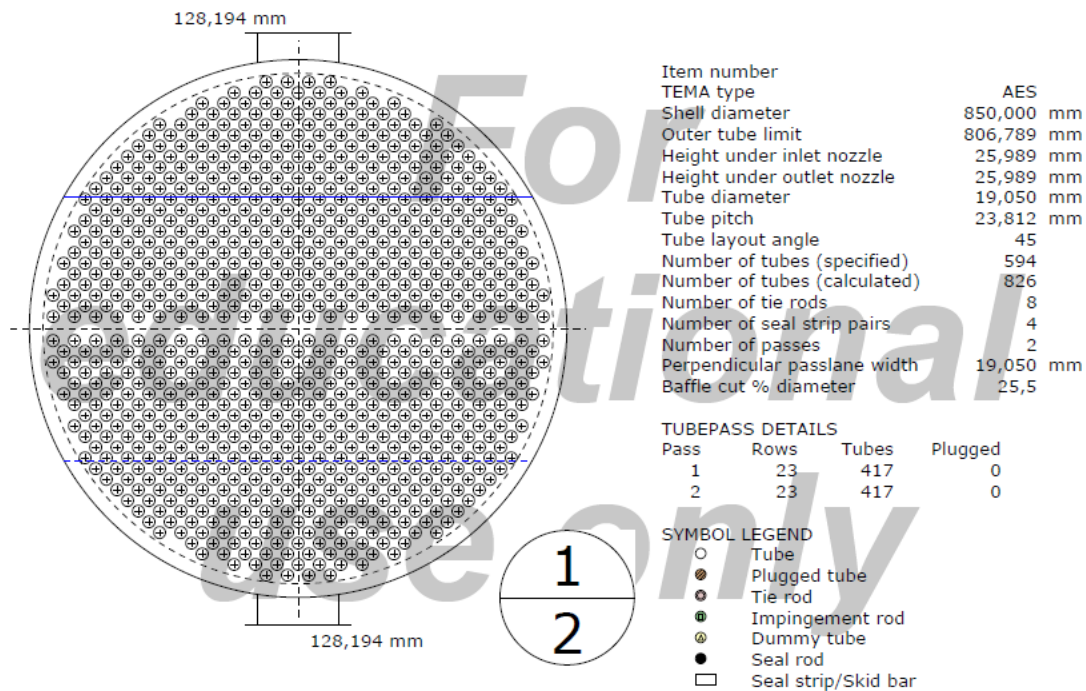 128,194 mm
128,194 mm
1
2
Item number
TEMA type AES
Shell diameter 850,000 mm
Outer tube limit 806,789 mm
Height under inlet nozzle 25,989 mm
Height under outlet nozzle 25,989 mm
Tube diameter 19,050 mm
Tube pitch 23,812 mm
Tube layout angle 45
Number of tubes (specified) 594
Number of tubes (calculated) 826
Number of tie rods 8
Number of seal strip pairs 4
Number of passes 2
Perpendicular passlane width 19,050 mm
Baffle cut % diameter 25,5
TUBEPASS DETAILS
Pass Rows Tubes Plugged
1 23 417 0
2 23 417 0
SYMBOL LEGEND
Tube
Plugged tube
Tie rod
Impingement rod
Dummy tube
Seal rod
Seal strip/Skid bar
For
educational
use only